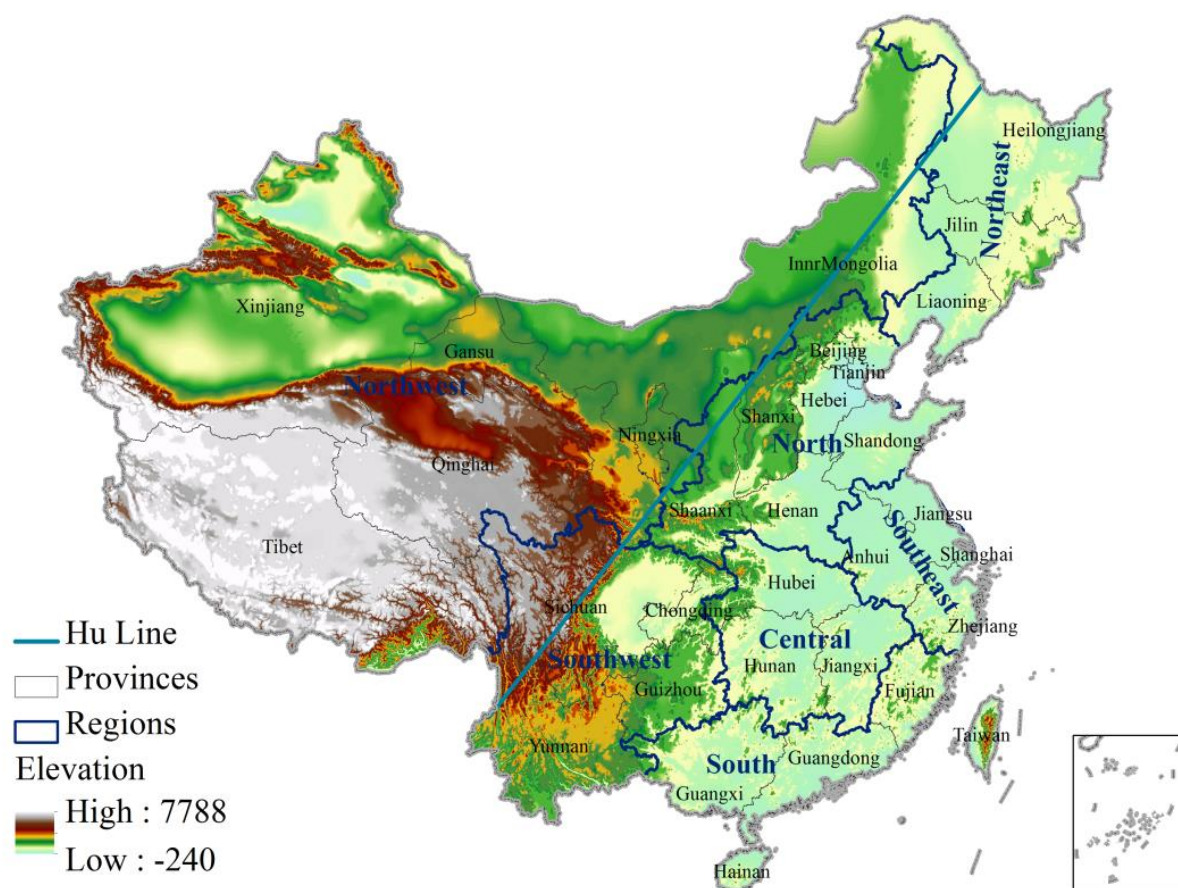 Heilongjiang
Northeast
Jilin
InnrMongolia
Liaoning
Xinjiang
Beijing
Gansu
Tianjin
Northwest
Hebei
Shanxi
Ningxia
North
Shandong
Qinghai
Shaanxi
Henan
Jiangsu
Southeast
Tibet
Anhui
Shanghai
Hubei
Sichuan
Chongqing
Zhejiang
Central
Southwest
Hunan
Jiangxi
Guizhou
Fujian
Yunnan
Taiwan
South
Guangdong
Guangxi
Hainan
Hu Line
Provinces
Regions
Elevation
High : 7788
Low : -240